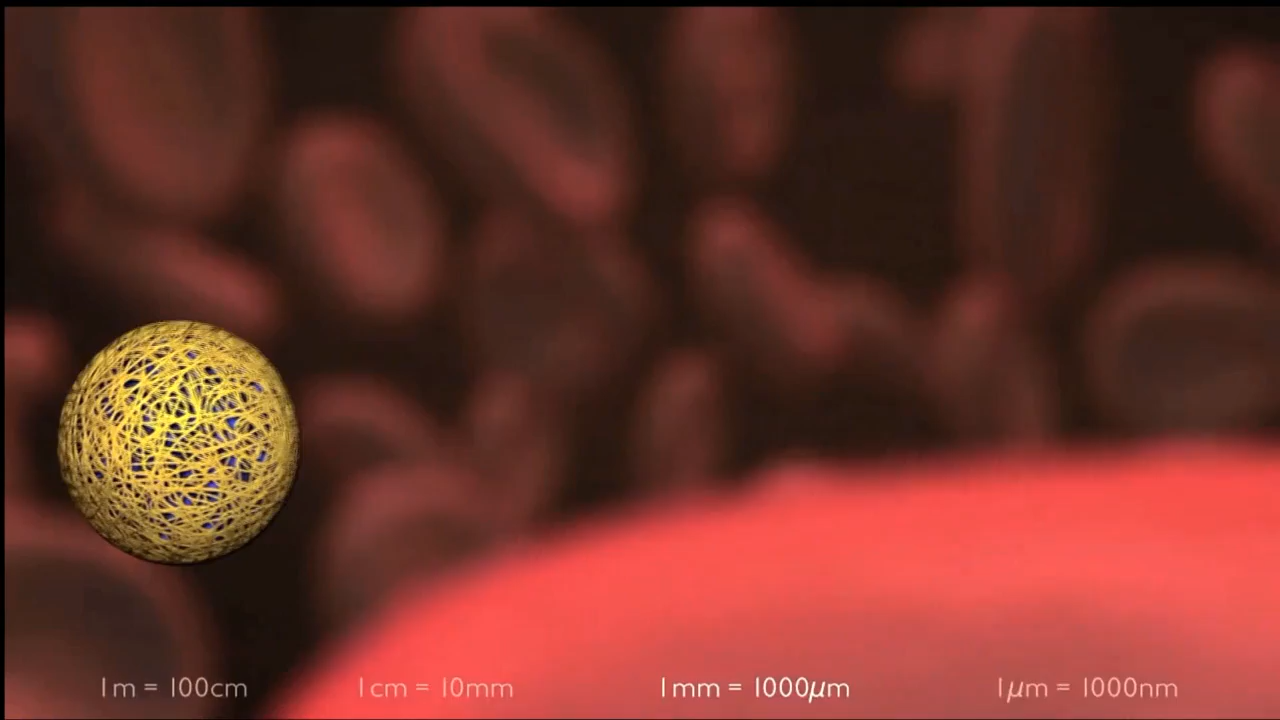 1m = 100cm
1cm = 10mm
1mm = 1000µm
1µm = 1000nm